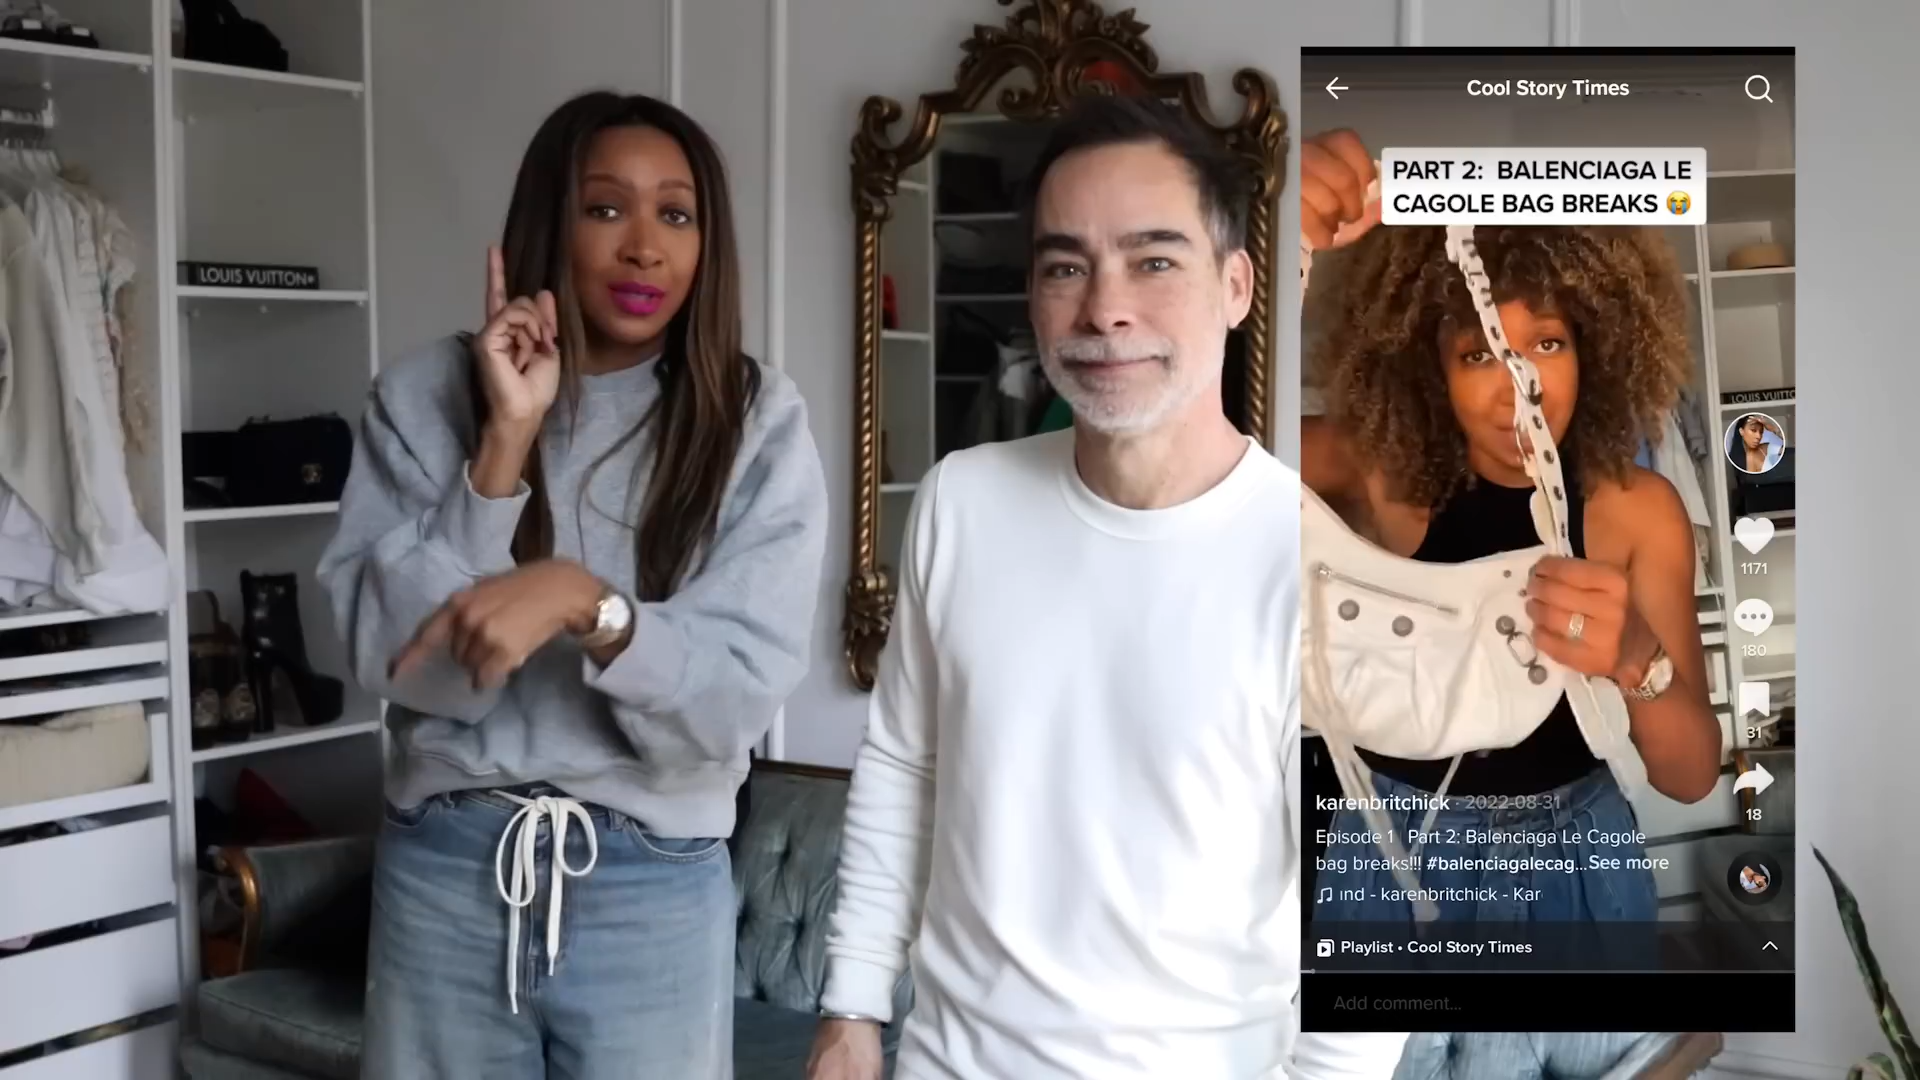 LOUIS VUITTON
Cool Story Times
PART 2: BALENCIAGA LE
CAGOLE BAG BREAKS 😭
LOUIS VUITTO
1171
180
31
18
karenbritchick · 2022-08-31
Episode 1 Part 2: Balenciaga Le Cagole
bag breaks!!! #balenciagalecag...See more
ınd - karenbritchick - Kar
Playlist • Cool Story Times
Add comment...